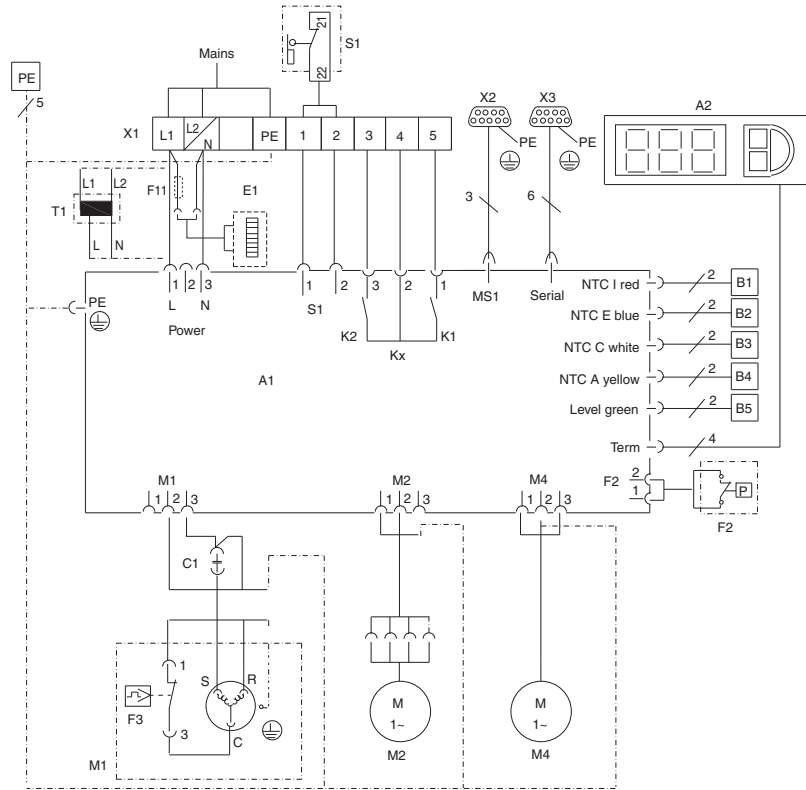 21
S1
22
Mains
PE
5
X2
X3
A2
X1 L1 L2 N PE 1 2 3 4 5
PE
PE
L1 L2
F11
E1
3
6
T1
L N
1 2 3
1 2 3 2 1
MS1
Serial
L N
S1
Power
K2
K1
Kx
PE
A1
NTC I red 2 B1
NTC E blue 2 B2
NTC C white 2 B3
NTC A yellow 2 B4
Level green 2 B5
Term 4
F2 2
1
P
F2
M1
1 2 3
M2
1 2 3
M4
1 2 3
C1
1
S R
F3
3
C
M1
M
1~
M2
M
1~
M4